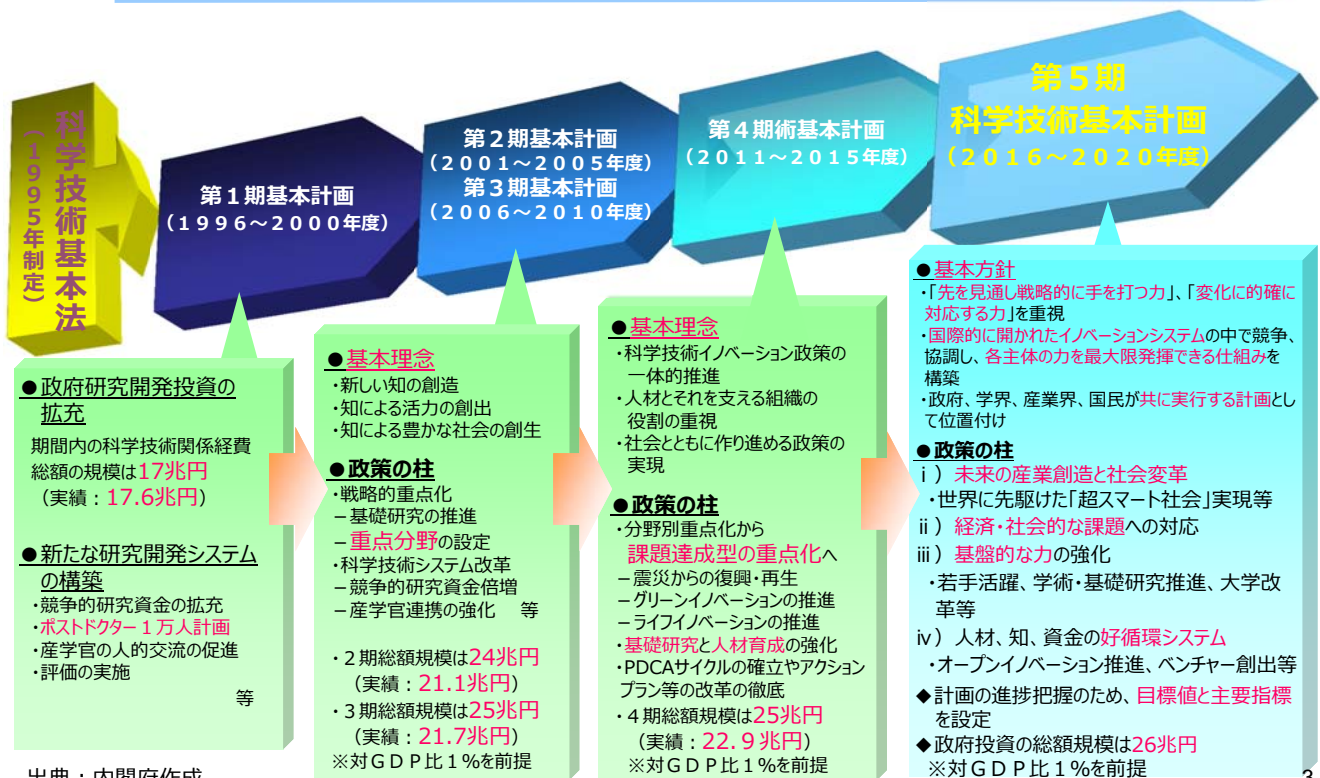 科学技術基本法
（１９９５年制定）
第１期基本計画
（１９９６～２０００年度）
第２期基本計画
（２００１～２００５年度）
第３期基本計画
（２００６～２０１０年度）
第４期術基本計画
（２０１１～２０１５年度）
第５期
科学技術基本計画
（２０１６～２０２０年度）
●政府研究開発投資の
拡充
期間内の科学技術関係経費
総額の規模は17兆円
（実績：17.6兆円）
●新たな研究開発システム
の構築
・競争的研究資金の拡充
・ポストドクター１万人計画
・産学官の人的交流の促進
・評価の実施
等
●基本理念
・新しい知の創造
・知による活力の創出
・知による豊かな社会の創生
●政策の柱
・戦略的重点化
－基礎研究の推進
－重点分野の設定
・科学技術システム改革
－競争的研究資金倍増
－産学官連携の強化　等
・２期総額規模は24兆円
（実績：21.1兆円）
・３期総額規模は25兆円
（実績：21.7兆円）
※対ＧＤＰ比１％を前提
●基本理念
・科学技術イノベーション政策の
一体的推進
・人材とそれを支える組織の
役割の重視
・社会とともに作り進める政策の
実現
●政策の柱
・分野別重点化から
課題達成型の重点化へ
－震災からの復興・再生
－グリーンイノベーションの推進
－ライフイノベーションの推進
・基礎研究と人材育成の強化
・PDCAサイクルの確立やアクション
プラン等の改革の徹底
・４期総額規模は25兆円
（実績：22.９兆円）
※対ＧＤＰ比１％を前提
●基本方針
・「先を見通し戦略的に手を打つ力」、「変化に的確に
対応する力」を重視
・国際的に開かれたイノベーションシステムの中で競争、
協調し、各主体の力を最大限発揮できる仕組みを
構築
・政府、学界、産業界、国民が共に実行する計画とし
て位置付け
●政策の柱
ⅰ）未来の産業創造と社会変革
・世界に先駆けた「超スマート社会」実現等
ⅱ）経済・社会的な課題への対応
ⅲ）基盤的な力の強化
・若手活躍、学術・基礎研究推進、大学改
革等
ⅳ）人材、知、資金の好循環システム
・オープンイノベーション推進、ベンチャー創出等
◆計画の進捗把握のため、目標値と主要指標
を設定
◆政府投資の総額規模は26兆円
※対ＧＤＰ比１％を前提
出典：内閣府作成
3